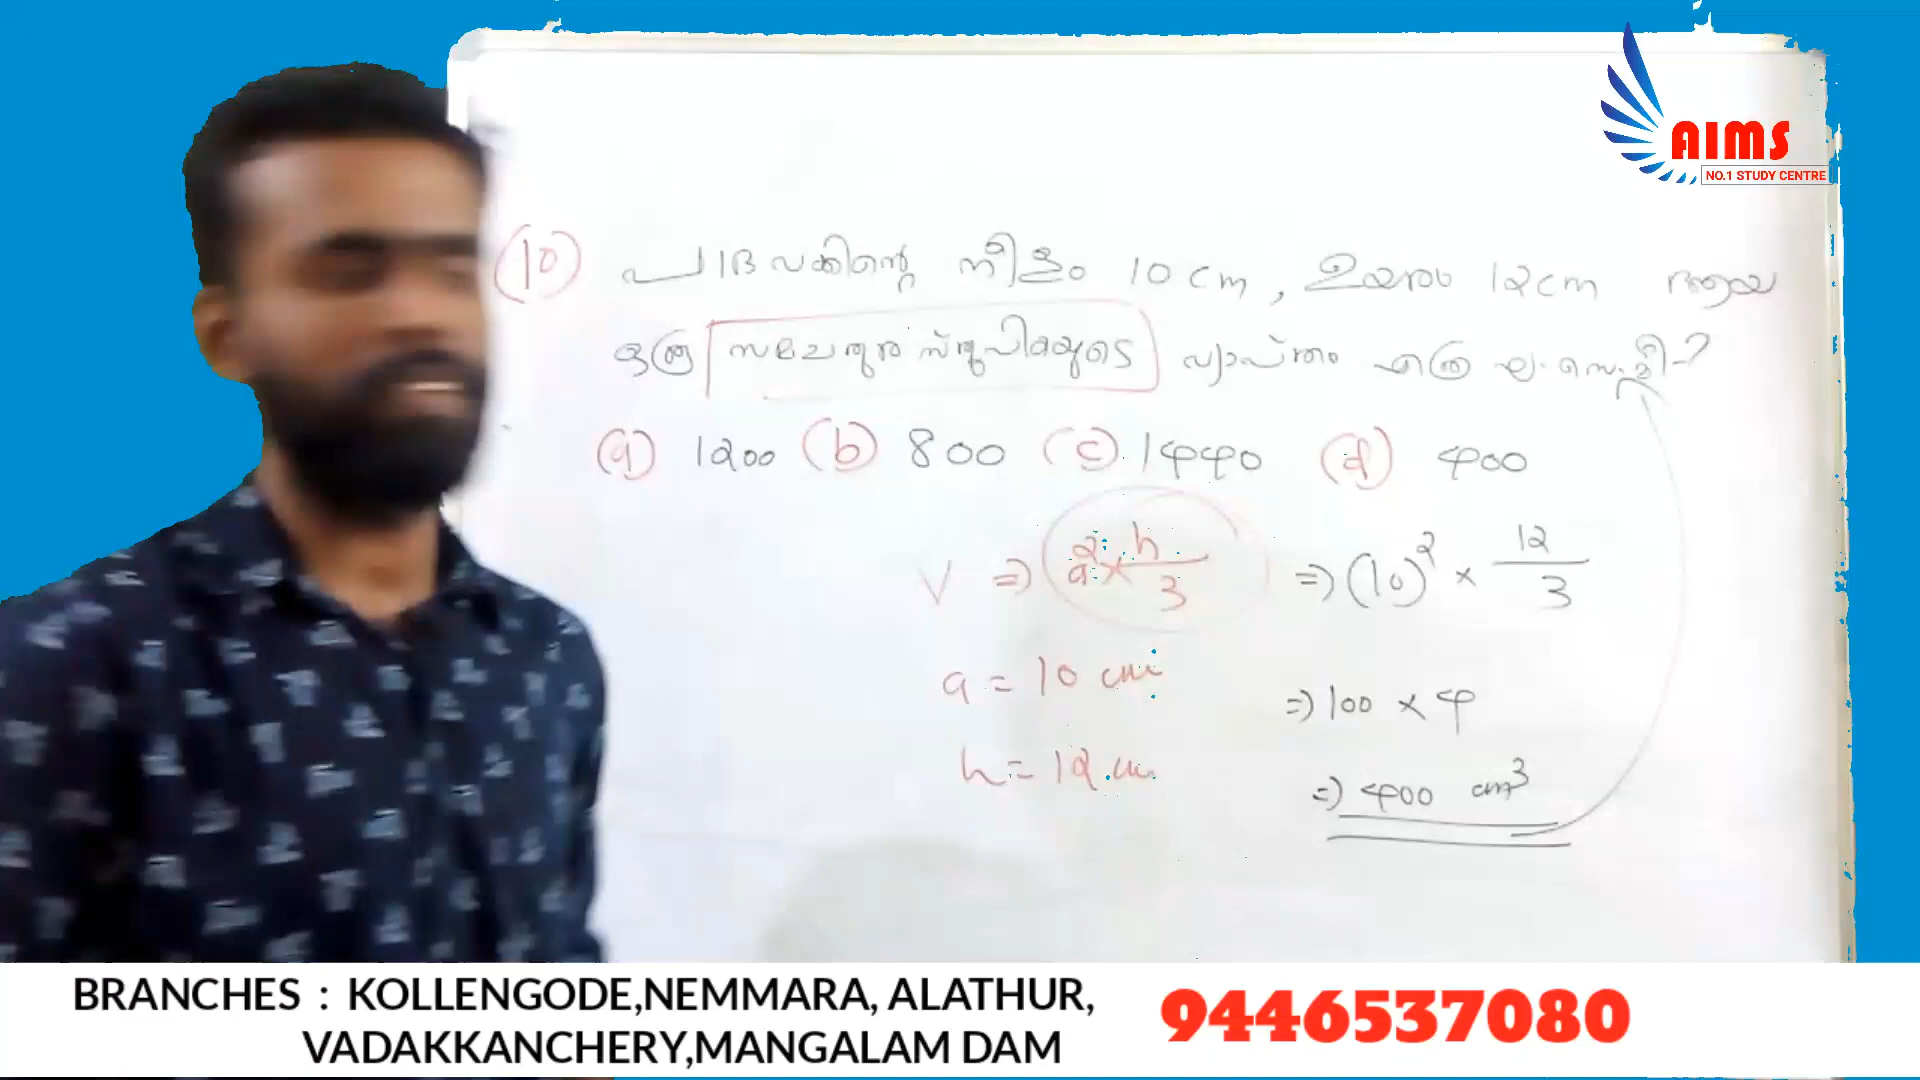 AIMS
NO.1 STUDY CENTRE
(10) പാദവക്കിന്റെ നീളം 10 cm, ഉയരം 12cm ആയ
ഒരു സമചതുര സ്തൂപികയുടെ വ്യാപ്തം എത്ര ഘ.സെ.മീ-?
(a) 1200 (b) 800 (c) 1440 (d) 400
V ⇒ a² × h/3 ⇒ (10)² × 12/3
a = 10 cm ⇒ 100 × 4
h = 12 cm ⇒ 400 cm³
BRANCHES : KOLLENGODE,NEMMARA, ALATHUR,
VADAKKANCHERY,MANGALAM DAM
9446537080